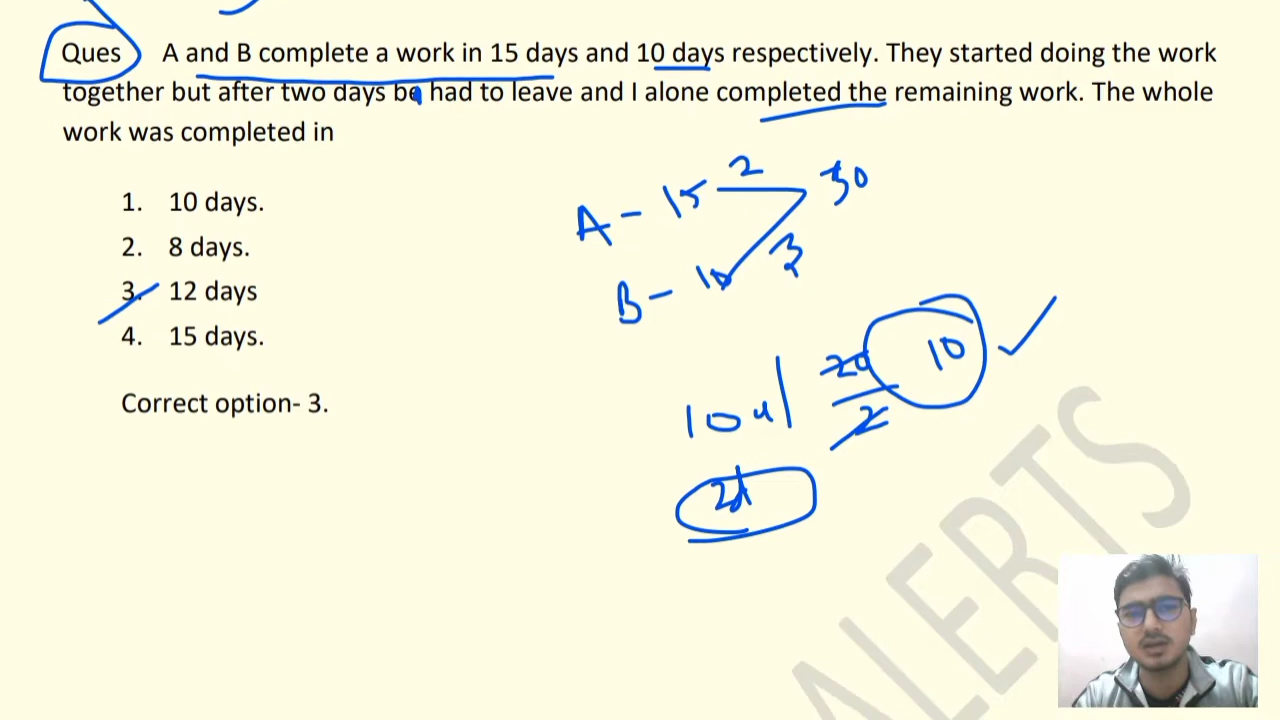 Ques A and B complete a work in 15 days and 10 days respectively. They started doing the work
together but after two days be had to leave and I alone completed the remaining work. The whole
work was completed in
1. 10 days.
2. 8 days.
3. 12 days
4. 15 days.
Correct option- 3.
A - 15 2 30
B - 10 3
10 u 20 10
2
2d
ALERTS